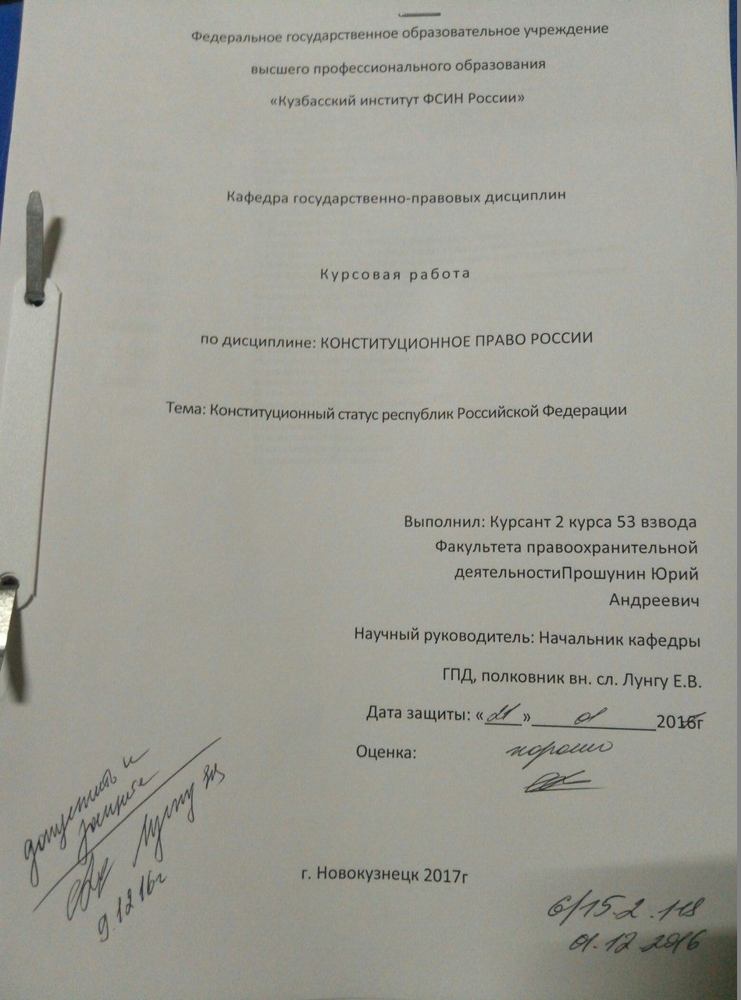 Федеральное государственное образовательное учреждение
высшего профессионального образования
«Кузбасский институт ФСИН России»
Кафедра государственно-правовых дисциплин
Курсовая работа
по дисциплине: КОНСТИТУЦИОННОЕ ПРАВО РОССИИ
Тема: Конституционный статус республик Российской Федерации
Выполнил: Курсант 2 курса 53 взвода
Факультета правоохранительной
деятельностиПрошунин Юрий
Андреевич
Научный руководитель: Начальник кафедры
ГПД, полковник вн. сл. Лунгу Е.В.
Дата защиты: «21» 01 2016г
Оценка: хорошо
допустить к
защите
Лунгу ЕВ
9.12 16г
г. Новокузнецк 2017г
6/15-2.118
01.12.2016